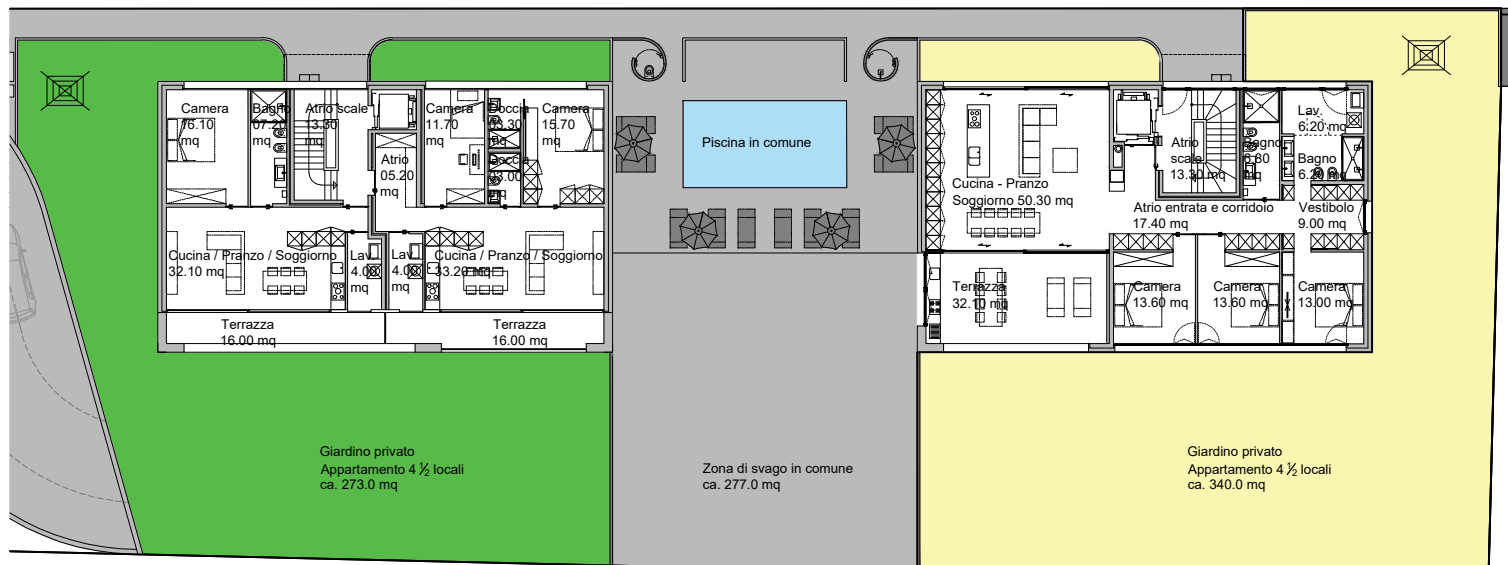 Camera
16.10
mq
Bagno
07.20
mq
Atrio scale
13.30
mq
Atrio
05.20
mq
Camera
11.70
mq
Doccia
03.30
mq
Doccia
03.00
mq
Camera
15.70
mq
Cucina / Pranzo / Soggiorno
32.10 mq
Lav.
4.00
mq
Lav.
4.00
mq
Cucina / Pranzo / Soggiorno
33.20 mq
Terrazza
16.00 mq
Terrazza
16.00 mq
Giardino privato
Appartamento 4 ½ locali
ca. 273.0 mq
Piscina in comune
Zona di svago in comune
ca. 277.0 mq
Cucina - Pranzo
Soggiorno 50.30 mq
Atrio
scale
13.30 mq
Bagno
6.80
mq
Lav.
6.20 mq
Bagno
6.20 mq
Atrio entrata e corridoio
17.40 mq
Vestibolo
9.00 mq
Terrazza
32.10 mq
Camera
13.60 mq
Camera
13.60 mq
Camera
13.00 mq
Giardino privato
Appartamento 4 ½ locali
ca. 340.0 mq